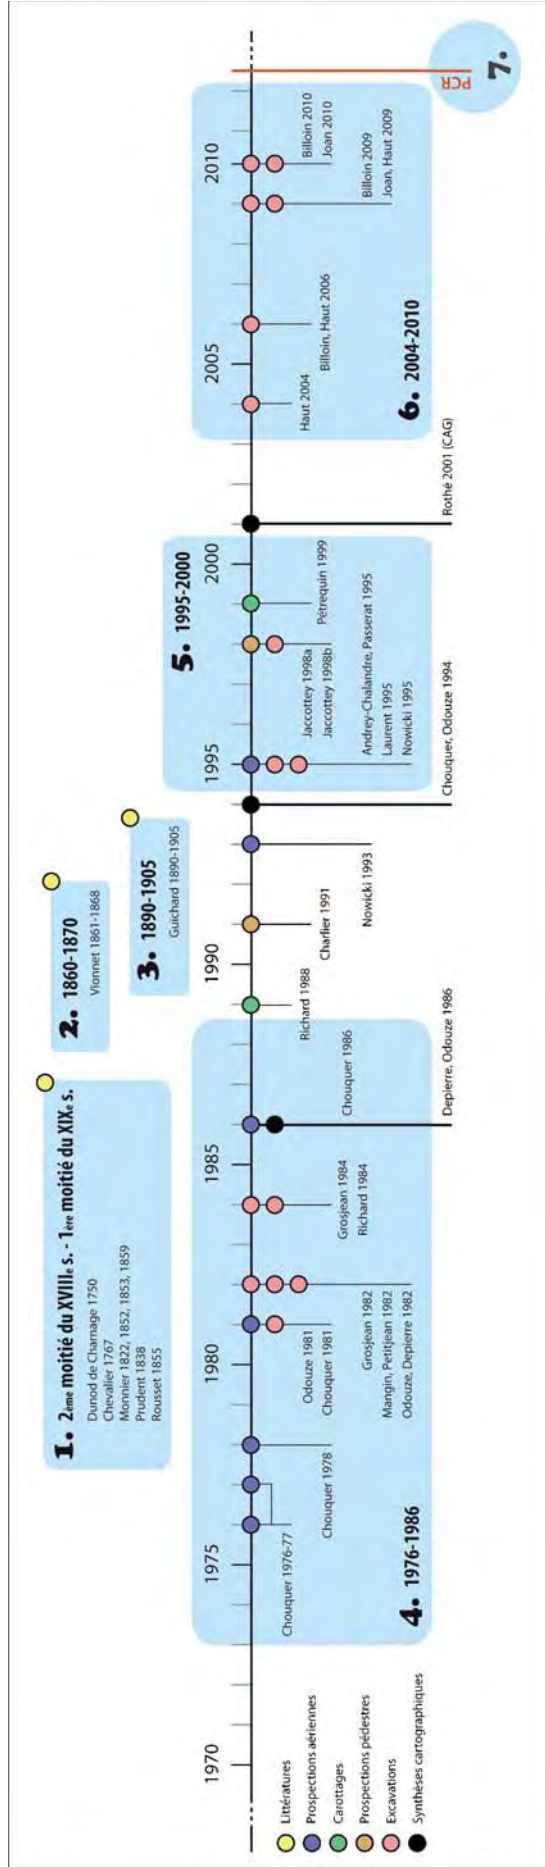 1. 2ème moitié du XVIIIe s. - 1ère moitié du XIXe s.
Dunod de Charnage 1750
Chevalier 1767
Monnier 1822, 1852, 1853, 1859
Prudent 1838
Rousset 1855
2. 1860-1870
Vionnet 1861-1868
3. 1890-1905
Guichard 1890-1905
5. 1995-2000
1970
1975
1980
1985
1990
1995
2000
2005
2010
Chouquer 1976-77
Chouquer 1978
Odouze 1981
Chouquer 1981
Grosjean 1982
Mangin, Petitjean 1982
Odouze, Depierre 1982
Grosjean 1984
Richard 1984
Chouquer 1986
Depierre, Odouze 1986
4. 1976-1986
Richard 1988
Charlier 1991
Nowicki 1993
Chouquer, Odouze 1994
Andrey-Chalandre, Passerat 1995
Laurent 1995
Nowicki 1995
Jaccottey 1998a
Jaccottey 1998b
Pétrequin 1999
Rothé 2001 (CAG)
Haut 2004
Billoin, Haut 2006
Billoin 2009
Joan, Haut 2009
Billoin 2010
Joan 2010
6. 2004-2010
PCR
7.
Littératures
Prospections aériennes
Carottages
Prospections pédestres
Excavations
Synthèses cartographiques